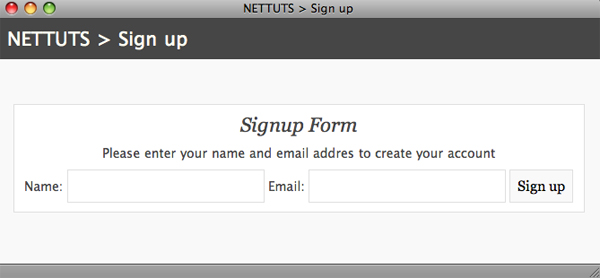 NETTUTS > Sign up
NETTUTS > Sign up
Signup Form
Please enter your name and email addres to create your account
Name: Email: Sign up